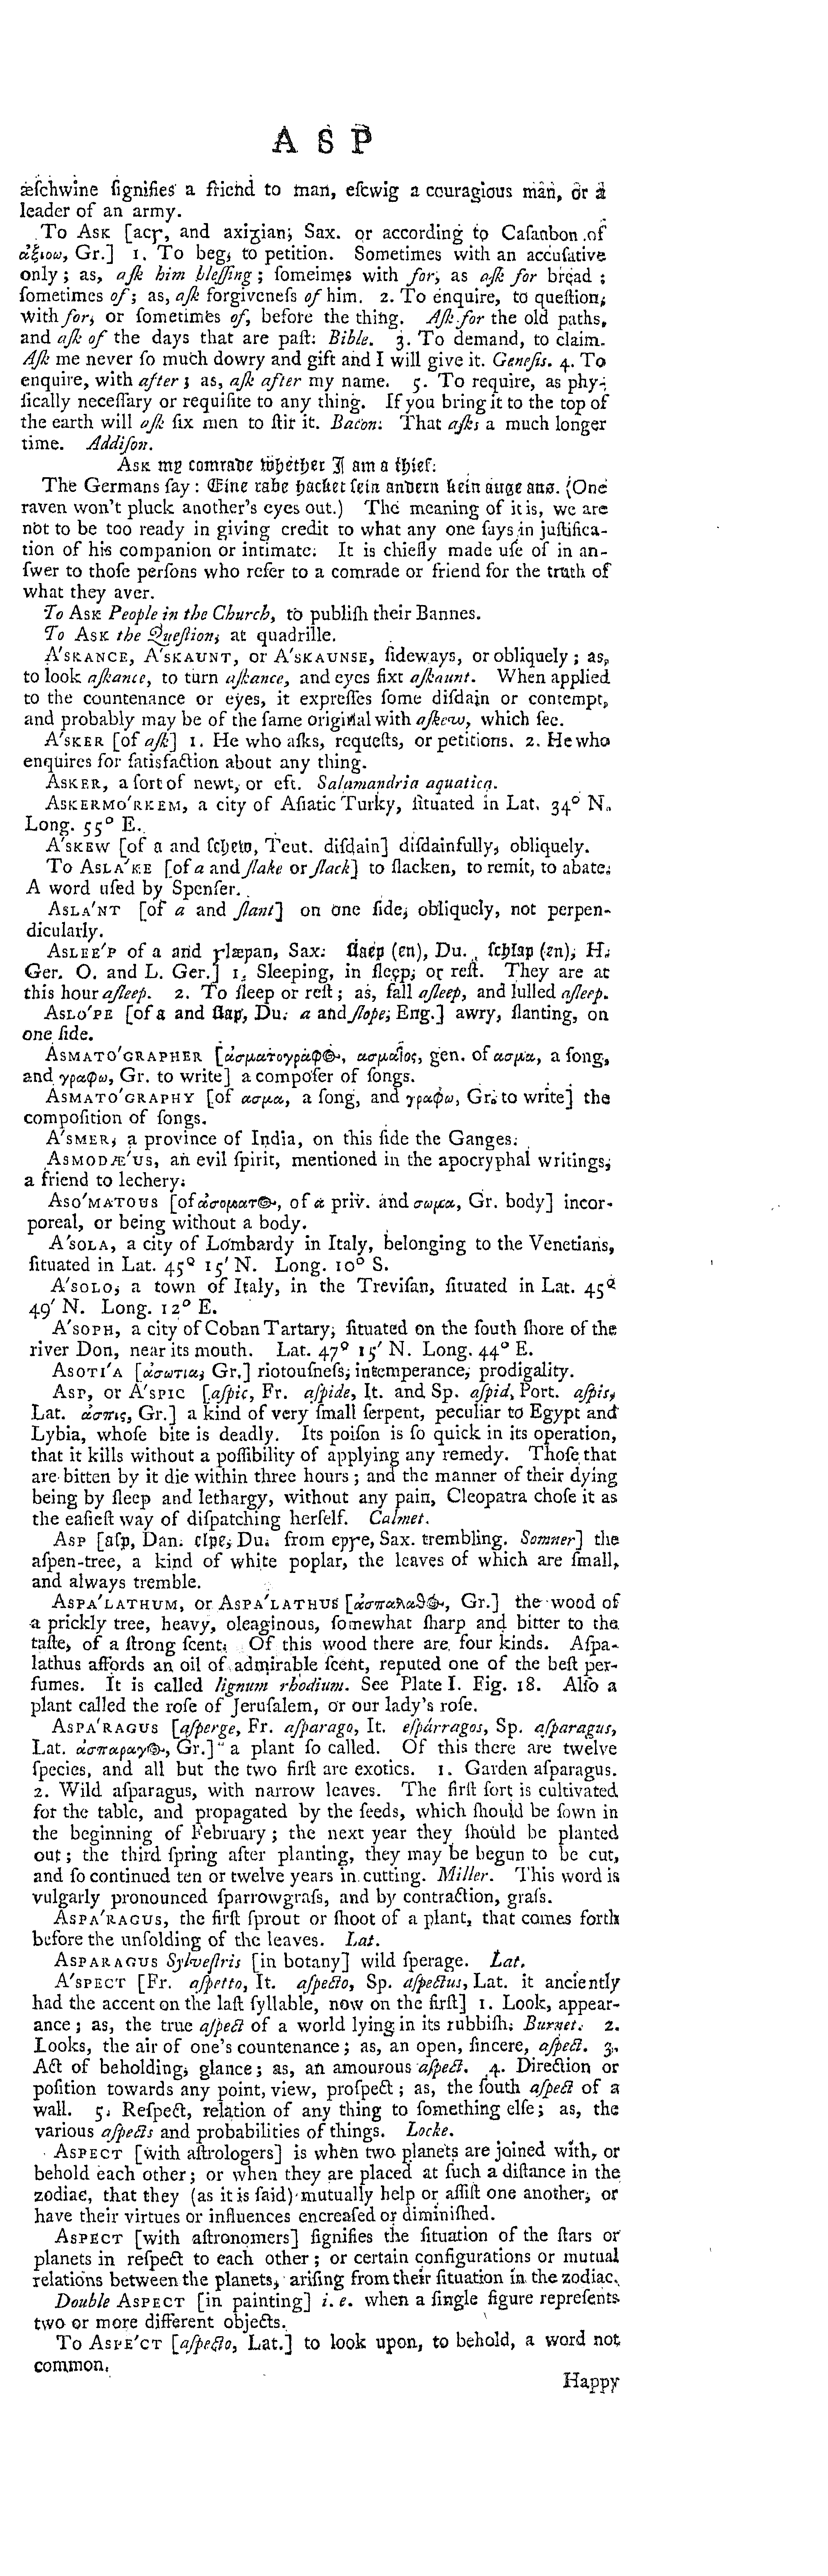 A S P
æſchwine ſignifies a friend to man, eſcwig a couragious man, or a
leader of an army.
To Ask [acꞅ, and axiᵹian, Sax. or according to Caſaubon of
ἀξιοω, Gr.] 1. To beg, to petition. Sometimes with an accuſative
only; as, aſk him bleſſing; ſomeimes with for, as aſk for bread;
ſometimes of; as, aſk forgiveneſs of him. 2. To enquire, to queſtion;
with for, or ſometimes of, before the thing. Aſk for the old paths,
and aſk of the days that are paſt. Bible. 3. To demand, to claim.
Aſk me never ſo much dowry and gift and I will give it. Geneſis. 4. To
enquire, with after; as, aſk after my name. 5. To require, as phy-
ſically neceſſary or requiſite to any thing. If you bring it to the top of
the earth will aſk ſix men to ſtir it. Bacon. That aſks a much longer
time. Addiſon.
Ask my comrade whether I am a thief.
The Germans ſay: Eine rabe hacket ſein andern kein auge aus. (One
raven won't pluck another's eyes out.) The meaning of it is, we are
not to be too ready in giving credit to what any one ſays in juſtifica-
tion of his companion or intimate. It is chiefly made uſe of in an-
ſwer to thoſe perſons who refer to a comrade or friend for the truth of
what they aver.
To Ask People in the Church, to publiſh their Bannes.
To Ask the Queſtion, at quadrille.
A'skance, A'skaunt, or A'skaunse, ſideways, or obliquely; as,
to look aſkance, to turn aſkance, and eyes fixt aſkaunt. When applied
to the countenance or eyes, it expreſſes ſome diſdain or contempt,
and probably may be of the ſame original with aſkew, which ſee.
A'sker [of aſk] 1. He who aſks, requeſts, or petitions. 2. He who
enquires for ſatisfaction about any thing.
Asker, a ſort of newt, or eft. Salamandria aquatica.
Askermo'rkem, a city of Aſiatic Turky, ſituated in Lat. 34° N.
Long. 55° E.
A'skew [of a and ſchew, Teut. diſdain] diſdainfully, obliquely.
To Asla'ke [of a and ſlake or ſlack] to ſlacken, to remit, to abate.
A word uſed by Spenſer.
Asla'nt [of a and ſlant] on one ſide, obliquely, not perpen-
dicularly.
Aslee'p of a and ꞅlæpan, Sax. ſlaep (en), Du. ſchlap (en), H.
Ger. O. and L. Ger.] 1. Sleeping, in ſleep, or reſt. They are at
this hour aſleep. 2. To ſleep or reſt; as, fall aſleep, and lulled aſleep.
Aslo'pe [of a and ſlap, Du. a and ſlope, Eng.] awry, ſlanting, on
one ſide.
Asmato'grapher [ἀσματογράφος, ασματος, gen. of ασμα, a ſong,
and γραφω, Gr. to write] a compoſer of ſongs.
Asmato'graphy [of ασμα, a ſong, and γραφω, Gr. to write] the
compoſition of ſongs.
A'smer, a province of India, on this ſide the Ganges.
Asmodæ'us, an evil ſpirit, mentioned in the apocryphal writings,
a friend to lechery.
Aso'matous [of ἀσοματος, of α priv. and σωμα, Gr. body] incor-
poreal, or being without a body.
A'sola, a city of Lombardy in Italy, belonging to the Venetians,
ſituated in Lat. 45° 15′ N. Long. 10° S.
A'solo, a town of Italy, in the Treviſan, ſituated in Lat. 45°
49′ N. Long. 12° E.
A'soph, a city of Coban Tartary, ſituated on the ſouth ſhore of the
river Don, near its mouth. Lat. 47° 15′ N. Long. 44° E.
Asoti'a [ἀσωτια, Gr.] riotouſneſs, intemperance, prodigality.
Asp, or A'spic [aſpic, Fr. aſpide, It. and Sp. aſpid, Port. aſpis,
Lat. ἀσπις, Gr.] a kind of very ſmall ſerpent, peculiar to Egypt and
Lybia, whoſe bite is deadly. Its poiſon is ſo quick in its operation,
that it kills without a poſſibility of applying any remedy. Thoſe that
are bitten by it die within three hours; and the manner of their dying
being by ſleep and lethargy, without any pain, Cleopatra choſe it as
the eaſieſt way of diſpatching herſelf. Calmet.
Asp [aſp, Dan. elpe, Du. from eppe, Sax. trembling. Somner] the
aſpen-tree, a kind of white poplar, the leaves of which are ſmall,
and always tremble.
Aspa'lathum, or Aspa'lathus [ἀσπαλαθος, Gr.] the wood of
a prickly tree, heavy, oleaginous, ſomewhat ſharp and bitter to the
taſte, of a ſtrong ſcent. Of this wood there are four kinds. Aſpa-
lathus affords an oil of admirable ſcent, reputed one of the beſt per-
fumes. It is called lignum rhodium. See Plate I. Fig. 18. Alſo a
plant called the roſe of Jeruſalem, or our lady's roſe.
Aspa'ragus [aſperge, Fr. aſparago, It. eſpárragos, Sp. aſparagus,
Lat. ἀσπαραγος, Gr.] a plant ſo called. Of this there are twelve
ſpecies, and all but the two firſt are exotics. 1. Garden aſparagus.
2. Wild aſparagus, with narrow leaves. The firſt ſort is cultivated
for the table, and propagated by the ſeeds, which ſhould be ſown in
the beginning of February; the next year they ſhould be planted
out; the third ſpring after planting, they may be begun to be cut,
and ſo continued ten or twelve years in cutting. Miller. This word is
vulgarly pronounced ſparrowgraſs, and by contraction, graſs.
Aspa'ragus, the firſt ſprout or ſhoot of a plant, that comes forth
before the unfolding of the leaves. Lat.
Asparagus Sylveſtris [in botany] wild ſperage. Lat.
A'spect [Fr. aſpetto, It. aſpecto, Sp. aſpectus, Lat. it anciently
had the accent on the laſt ſyllable, now on the firſt] 1. Look, appear-
ance; as, the true aſpect of a world lying in its rubbiſh. Burnet. 2.
Looks, the air of one's countenance; as, an open, ſincere, aſpect. 3.
Act of beholding, glance; as, an amourous aſpect. 4. Direction or
poſition towards any point, view, proſpect; as, the ſouth aſpect of a
wall. 5. Reſpect, relation of any thing to ſomething elſe; as, the
various aſpects and probabilities of things. Locke.
Aspect [with aſtrologers] is when two planets are joined with, or
behold each other; or when they are placed at ſuch a diſtance in the
zodiac, that they (as it is ſaid) mutually help or aſſiſt one another, or
have their virtues or influences encreaſed or diminiſhed.
Aspect [with aſtronomers] ſignifies the ſituation of the ſtars or
planets in reſpect to each other; or certain configurations or mutual
relations between the planets, ariſing from their ſituation in the zodiac.
Double Aspect [in painting] i. e. when a ſingle figure repreſents
two or more different objects.
To Aspe'ct [aſpecto, Lat.] to look upon, to behold, a word not
common.
Happy